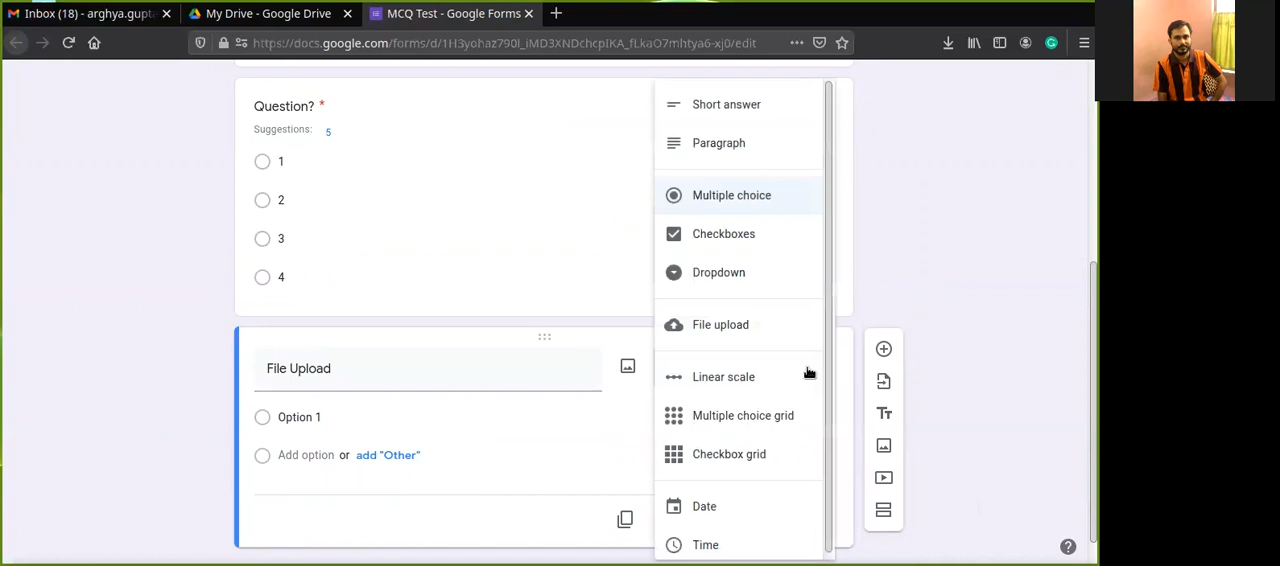 Inbox (18) - arghya.gupt
My Drive - Google Drive
MCQ Test - Google Forms
https://docs.google.com/forms/d/1H3yohaz790I_iMD3XNDchcpIKA_fLkaO7mhtya6-xj0/edit
Question? *
Suggestions: 5
1
2
3
4
File Upload
Option 1
Add option or add "Other"
Short answer
Paragraph
Multiple choice
Checkboxes
Dropdown
File upload
Linear scale
Multiple choice grid
Checkbox grid
Date
Time
Tт